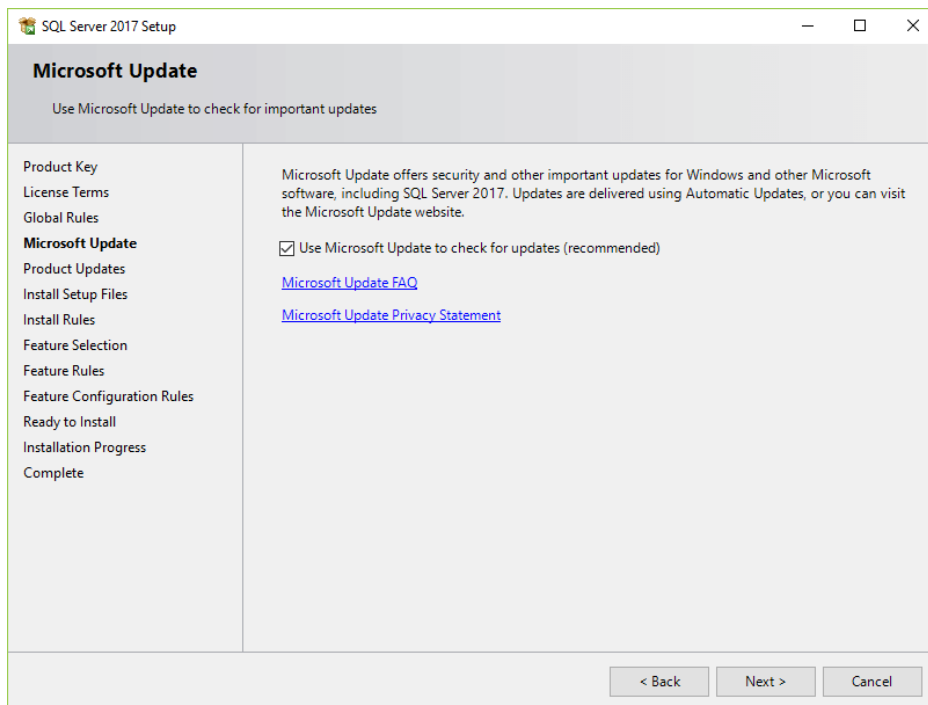 SQL Server 2017 Setup
Microsoft Update
Use Microsoft Update to check for important updates
Product Key
License Terms
Global Rules
Microsoft Update
Product Updates
Install Setup Files
Install Rules
Feature Selection
Feature Rules
Feature Configuration Rules
Ready to Install
Installation Progress
Complete
Microsoft Update offers security and other important updates for Windows and other Microsoft
software, including SQL Server 2017. Updates are delivered using Automatic Updates, or you can visit
the Microsoft Update website.
Use Microsoft Update to check for updates (recommended)
Microsoft Update FAQ
Microsoft Update Privacy Statement
< Back
Next >
Cancel